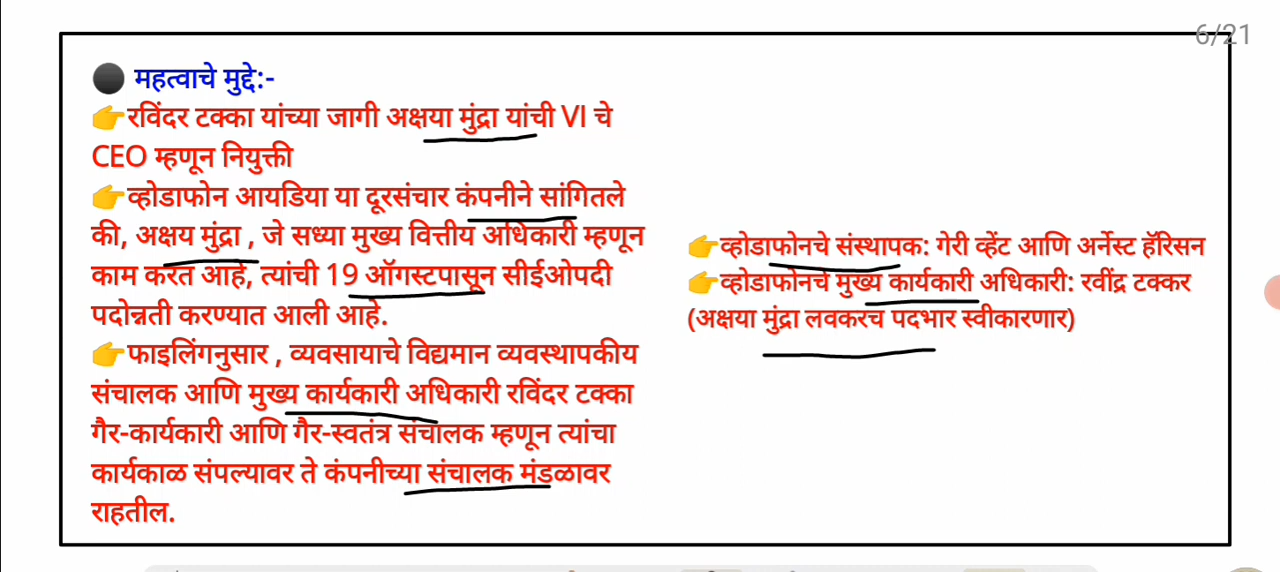 6/21
महत्वाचे मुद्दे:-
👉रविंदर टक्का यांच्या जागी अक्षया मुंद्रा यांची VI चे
CEO म्हणून नियुक्ती
👉व्होडाफोन आयडिया या दूरसंचार कंपनीने सांगितले
की, अक्षय मुंद्रा , जे सध्या मुख्य वित्तीय अधिकारी म्हणून
काम करत आहे, त्यांची 19 ऑगस्टपासून सीईओपदी
पदोन्नती करण्यात आली आहे.
👉फाइलिंगनुसार , व्यवसायाचे विद्यमान व्यवस्थापकीय
संचालक आणि मुख्य कार्यकारी अधिकारी रविंदर टक्का
गैर-कार्यकारी आणि गैर-स्वतंत्र संचालक म्हणून त्यांचा
कार्यकाळ संपल्यावर ते कंपनीच्या संचालक मंडळावर
राहतील.
👉व्होडाफोनचे संस्थापक: गेरी व्हेंट आणि अर्नेस्ट हॅरिसन
👉व्होडाफोनचे मुख्य कार्यकारी अधिकारी: रवींद्र टक्कर
(अक्षया मुंद्रा लवकरच पदभार स्वीकारणार)